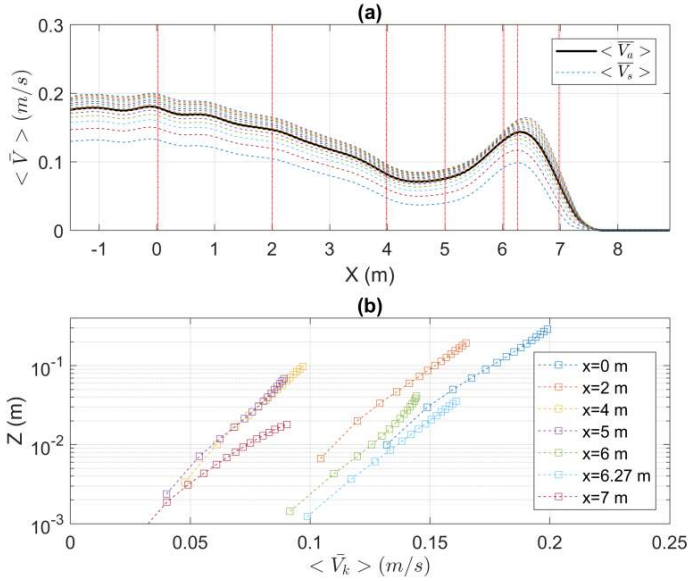 (a)
0.3
0.2
0.1
0
< V̄ > (m/s)
< V̄ₐ >
< V̄ₛ >
-1 0 1 2 3 4 5 6 7 8
X (m)
(b)
10⁻¹
10⁻²
10⁻³
Z (m)
x=0 m
x=2 m
x=4 m
x=5 m
x=6 m
x=6.27 m
x=7 m
0 0.05 0.1 0.15 0.2 0.25
< V̄ₖ > (m/s)